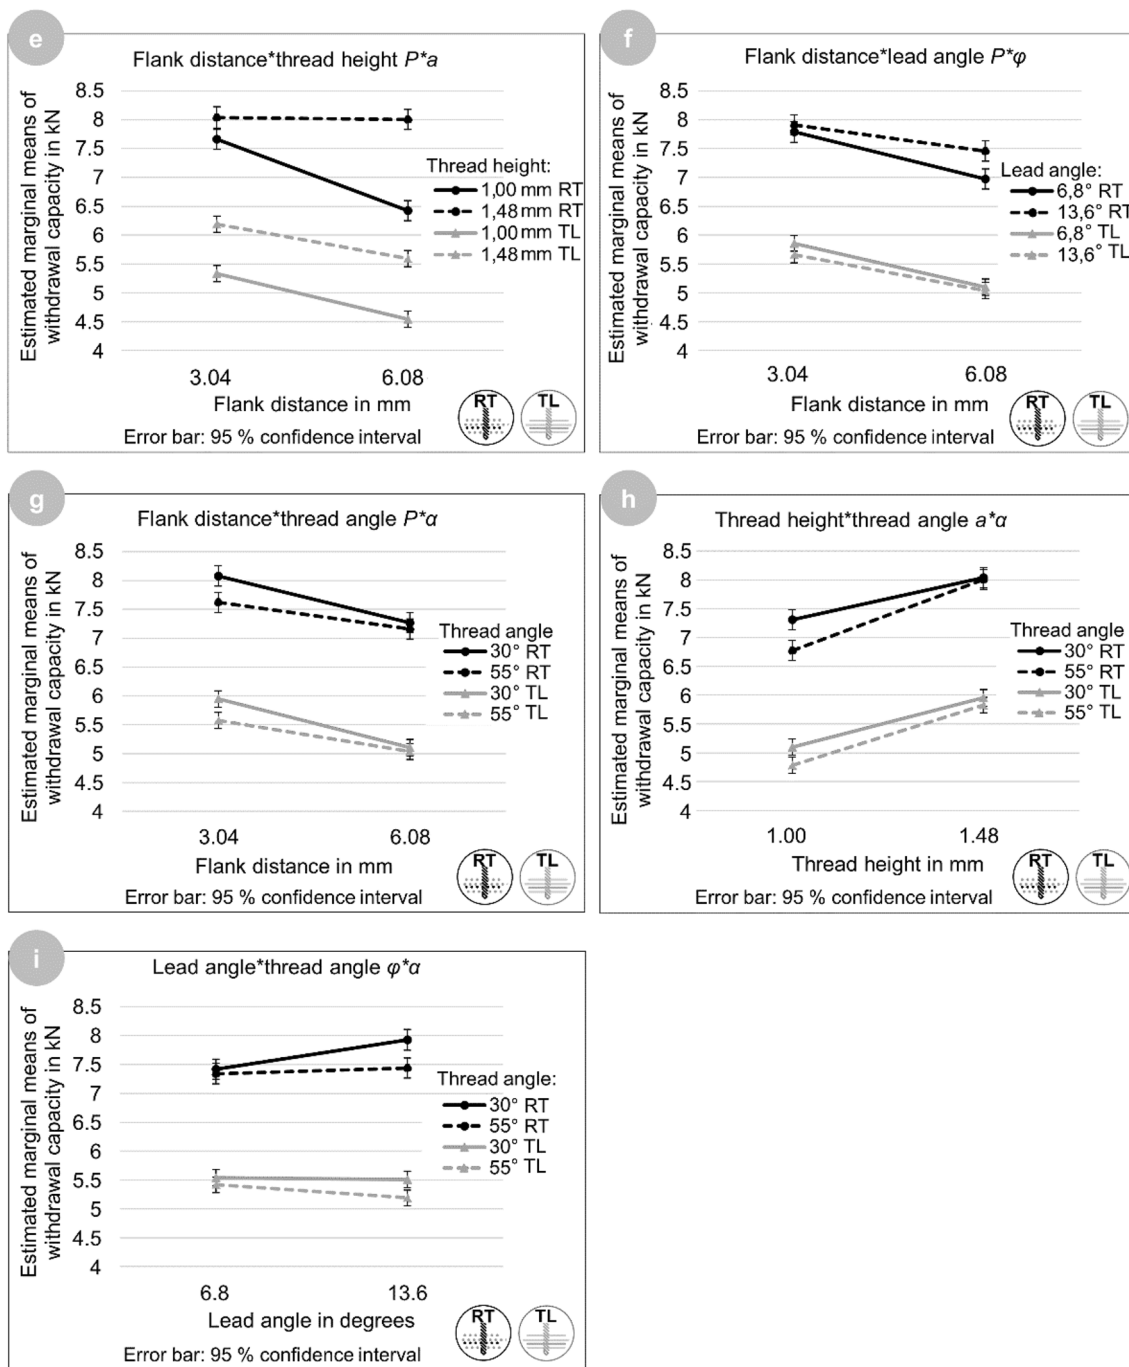 e
Flank distance*thread height P*a
Estimated marginal means of
withdrawal capacity in kN
8.5
8
7.5
7
6.5
6
5.5
5
4.5
4
Thread height:
1,00 mm RT
1,48 mm RT
1,00 mm TL
1,48 mm TL
3.04 6.08
Flank distance in mm
Error bar: 95 % confidence interval
RT TL
f
Flank distance*lead angle P*φ
Estimated marginal means of
withdrawal capacity in kN
8.5
8
7.5
7
6.5
6
5.5
5
4.5
4
Lead angle:
6,8° RT
13,6° RT
6,8° TL
13,6° TL
3.04 6.08
Flank distance in mm
Error bar: 95 % confidence interval
RT TL
g
Flank distance*thread angle P*α
Estimated marginal means of
withdrawal capacity in kN
8.5
8
7.5
7
6.5
6
5.5
5
4.5
4
Thread angle
30° RT
55° RT
30° TL
55° TL
3.04 6.08
Flank distance in mm
Error bar: 95 % confidence interval
RT TL
h
Thread height*thread angle a*α
Estimated marginal means of
withdrawal capacity in kN
8.5
8
7.5
7
6.5
6
5.5
5
4.5
4
Thread angle
30° RT
55° RT
30° TL
55° TL
1.00 1.48
Thread height in mm
Error bar: 95 % confidence interval
RT TL
i
Lead angle*thread angle φ*α
Estimated marginal means of
withdrawal capacity in kN
8.5
8
7.5
7
6.5
6
5.5
5
4.5
4
Thread angle:
30° RT
55° RT
30° TL
55° TL
6.8 13.6
Lead angle in degrees
Error bar: 95 % confidence interval
RT TL